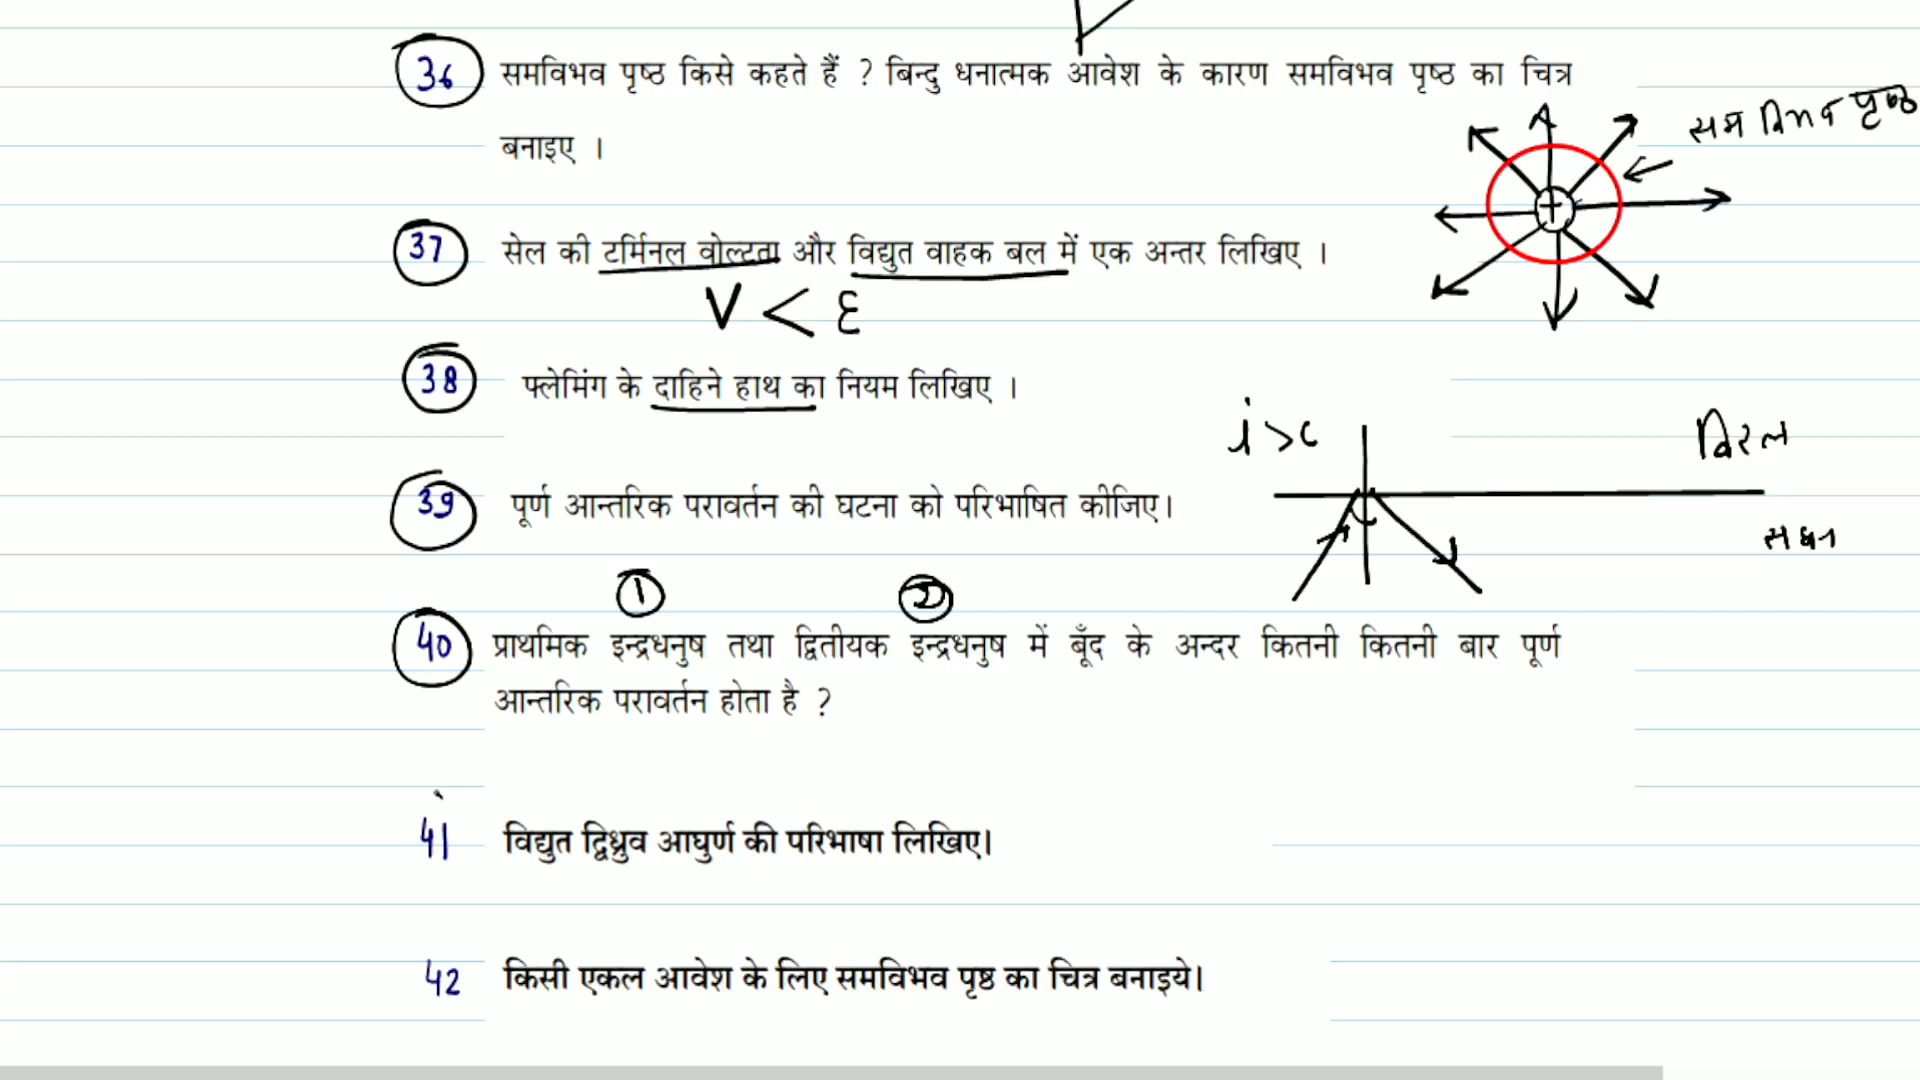 36 समविभव पृष्ठ किसे कहते हैं ? बिन्दु धनात्मक आवेश के कारण समविभव पृष्ठ का चित्र
बनाइए ।
सम विभव पृष्ठ
+
37 सेल की टर्मिनल वोल्टता और विद्युत वाहक बल में एक अन्तर लिखिए ।
V < ε
38 फ्लेमिंग के दाहिने हाथ का नियम लिखिए ।
i > c
विरल
39 पूर्ण आन्तरिक परावर्तन की घटना को परिभाषित कीजिए।
सघन
1 2
40 प्राथमिक इन्द्रधनुष तथा द्वितीयक इन्द्रधनुष में बूँद के अन्दर कितनी कितनी बार पूर्ण
आन्तरिक परावर्तन होता है ?
41 विद्युत द्विध्रुव आघुर्ण की परिभाषा लिखिए।
42 किसी एकल आवेश के लिए समविभव पृष्ठ का चित्र बनाइये।